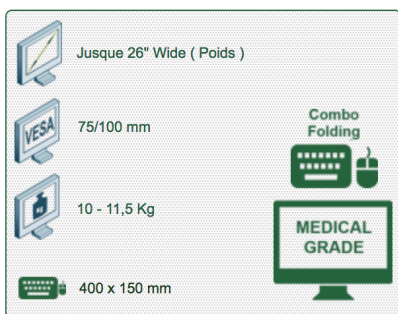 Jusque 26" Wide ( Poids )
VESA
75/100 mm
10 - 11,5 Kg
400 x 150 mm
Combo
Folding
MEDICAL
GRADE